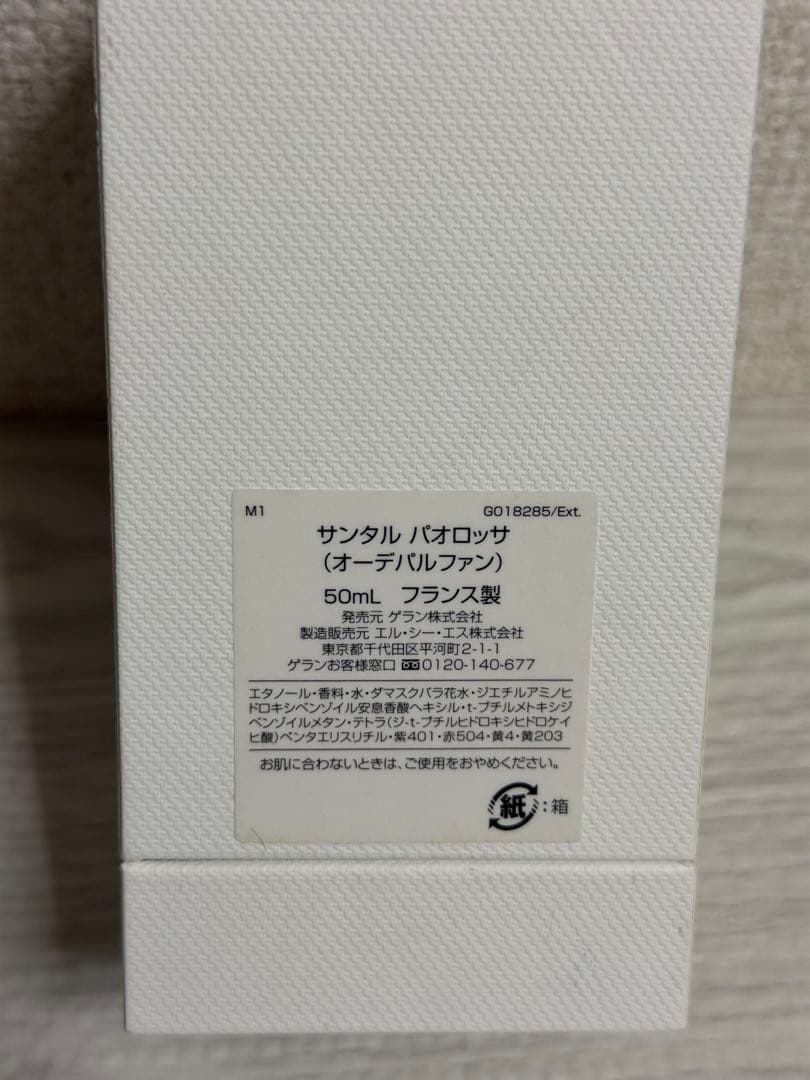 M1 G018285/Ext.
サンタル パオロッサ
(オーデパルファン)
50mL フランス製
発売元 ゲラン株式会社
製造販売元 エル・シー・エス株式会社
東京都千代田区平河町2-1-1
ゲランお客様窓口 0120-140-677
エタノール・香料・水・ダマスクバラ花水・ジエチルアミノヒ
ドロキシベンゾイル安息香酸ヘキシル・t-ブチルメトキシジ
ベンゾイルメタン・テトラ(ジ-t-ブチルヒドロキシヒドロケイ
ヒ酸)ペンタエリスリチル・紫401・赤504・黄4・黄203
お肌に合わないときは、ご使用をおやめください。
紙:箱